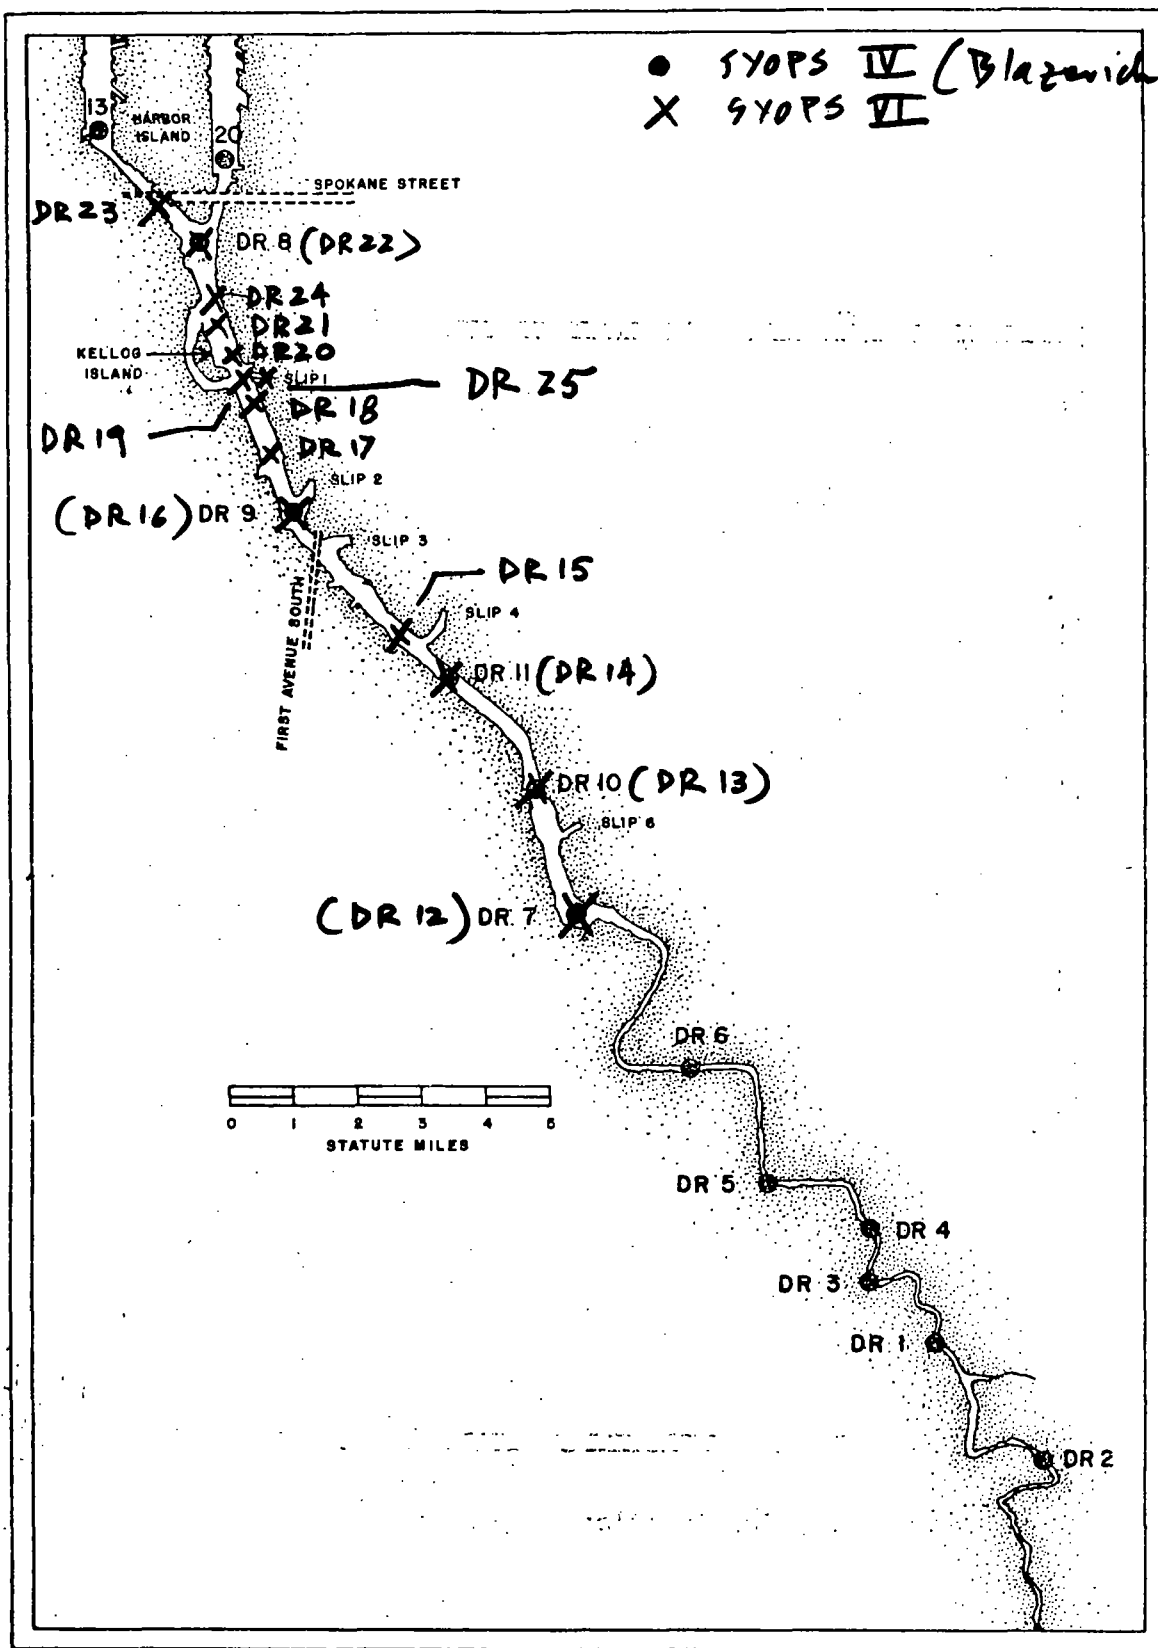 ● SYOPS IV (Blazevich
X SYOPS VI
13
HARBOR
ISLAND
20
SPOKANE STREET
DR 23
DR 8 (DR22)
DR 24
DR 21
KELLOG
ISLAND
DR 20
SLIP 1
DR 25
DR 18
DR 19
DR 17
SLIP 2
(DR 16) DR 9
SLIP 3
DR 15
FIRST AVENUE SOUTH
SLIP 4
DR 11 (DR 14)
DR 10 (DR 13)
SLIP 6
(DR 12) DR 7
DR 6
0 1 2 3 4 5
STATUTE MILES
DR 5
DR 4
DR 3
DR 1
DR 2